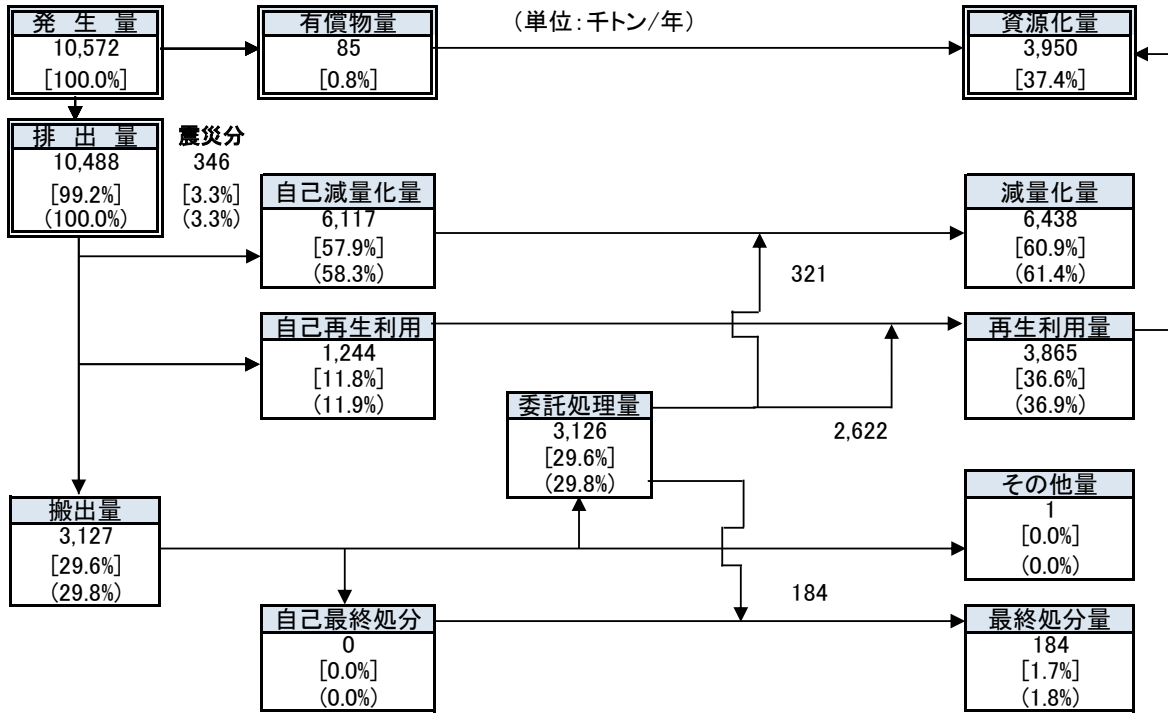 発 生 量
10,572
[100.0%]
有償物量
85
[0.8%]
（単位：千トン/年）
資源化量
3,950
[37.4%]
排 出 量
10,488
[99.2%]
(100.0%)
震災分
346
[3.3%]
(3.3%)
自己減量化量
6,117
[57.9%]
(58.3%)
減量化量
6,438
[60.9%]
(61.4%)
321
自己再生利用
1,244
[11.8%]
(11.9%)
再生利用量
3,865
[36.6%]
(36.9%)
委託処理量
3,126
[29.6%]
(29.8%)
2,622
搬出量
3,127
[29.6%]
(29.8%)
その他量
1
[0.0%]
(0.0%)
自己最終処分
0
[0.0%]
(0.0%)
184
最終処分量
184
[1.7%]
(1.8%)